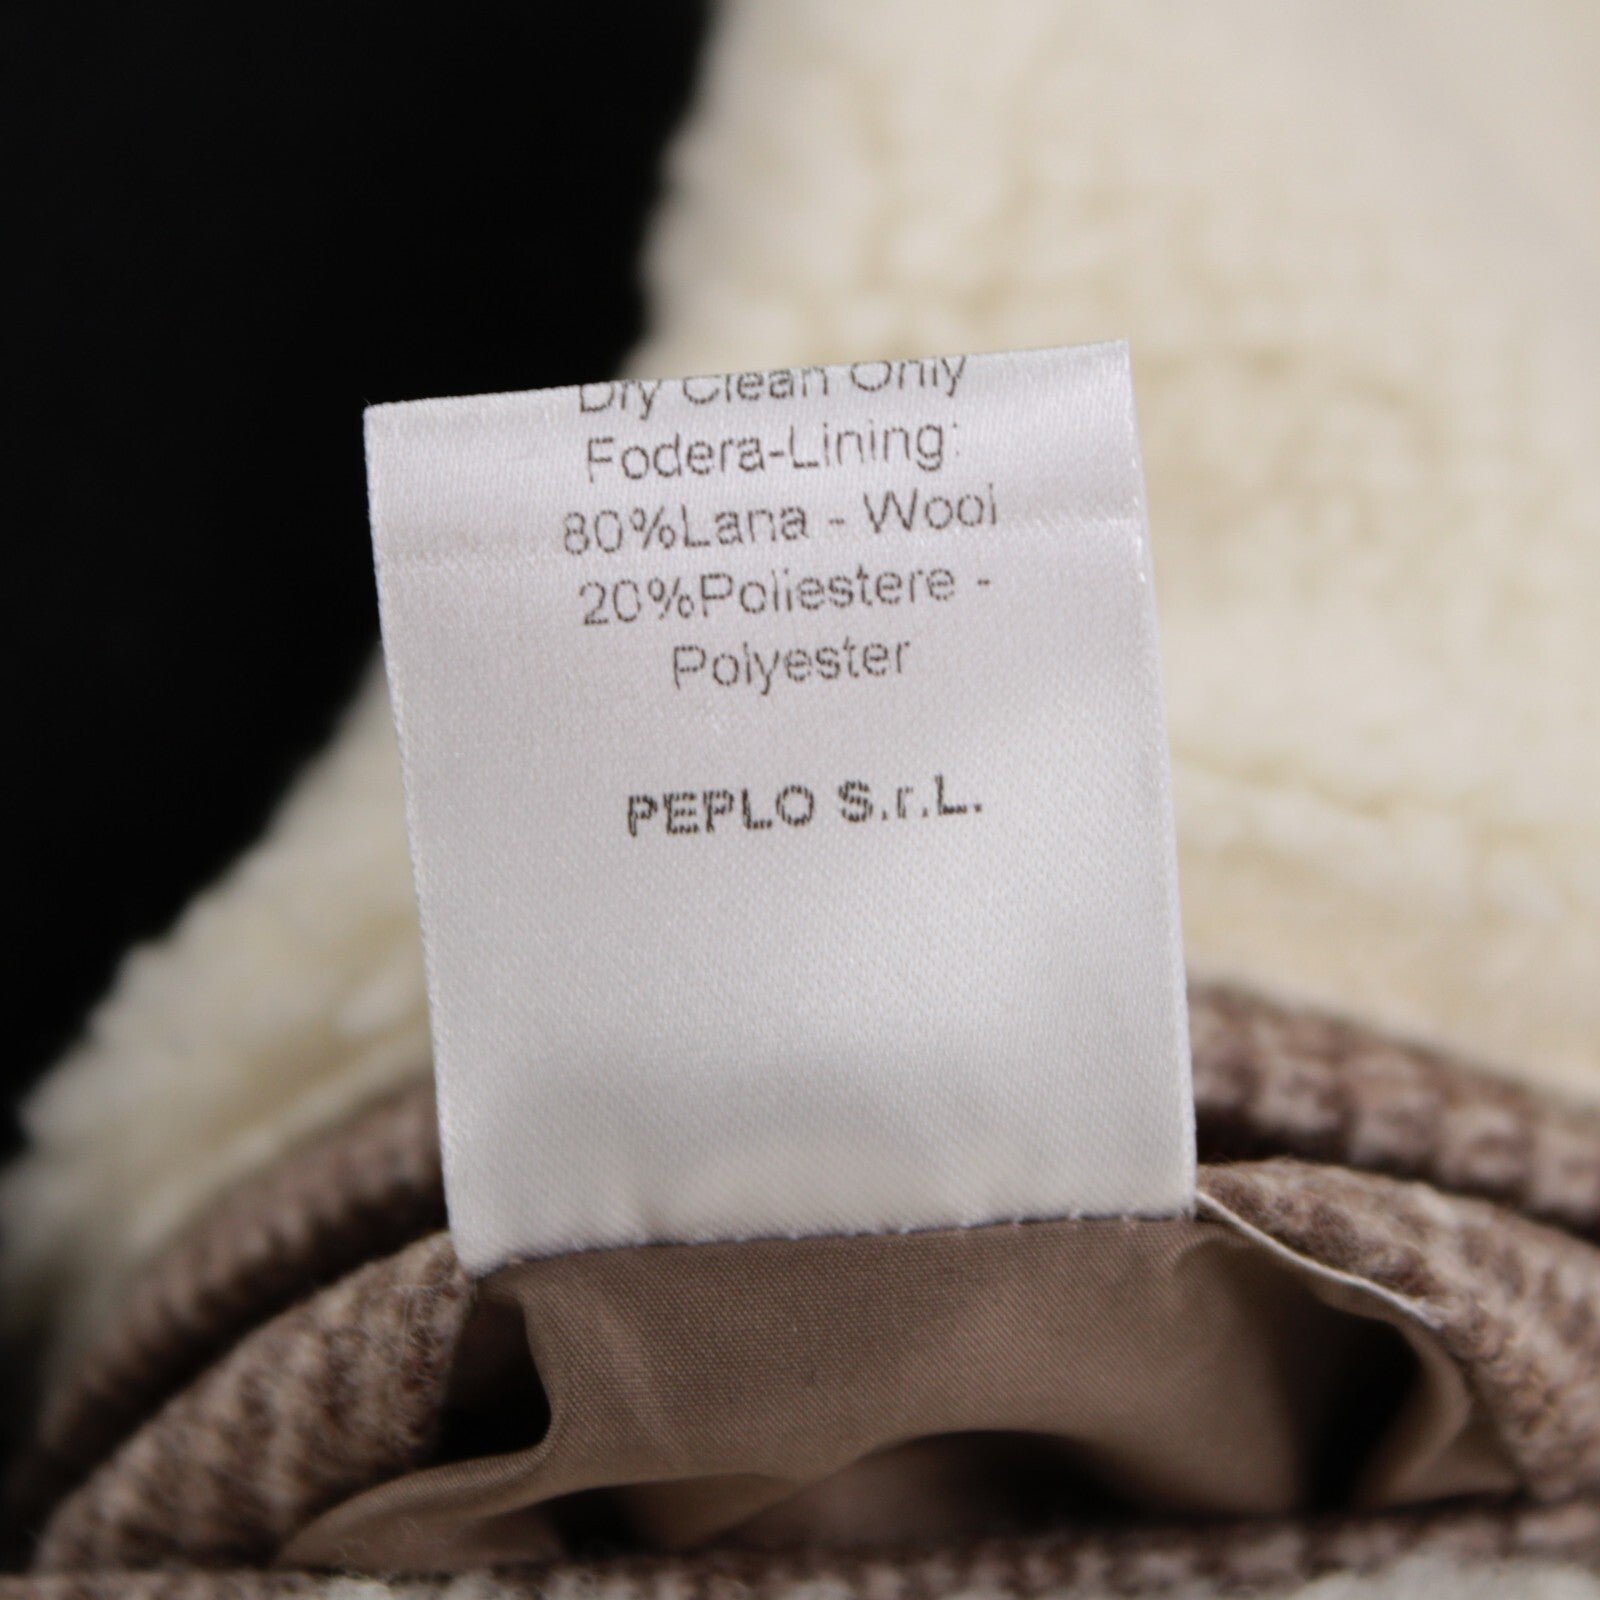 Dry Clean Only
Fodera-Lining:
80%Lana - Wool
20%Poliestere -
Polyester
PEPLO S.r.L.